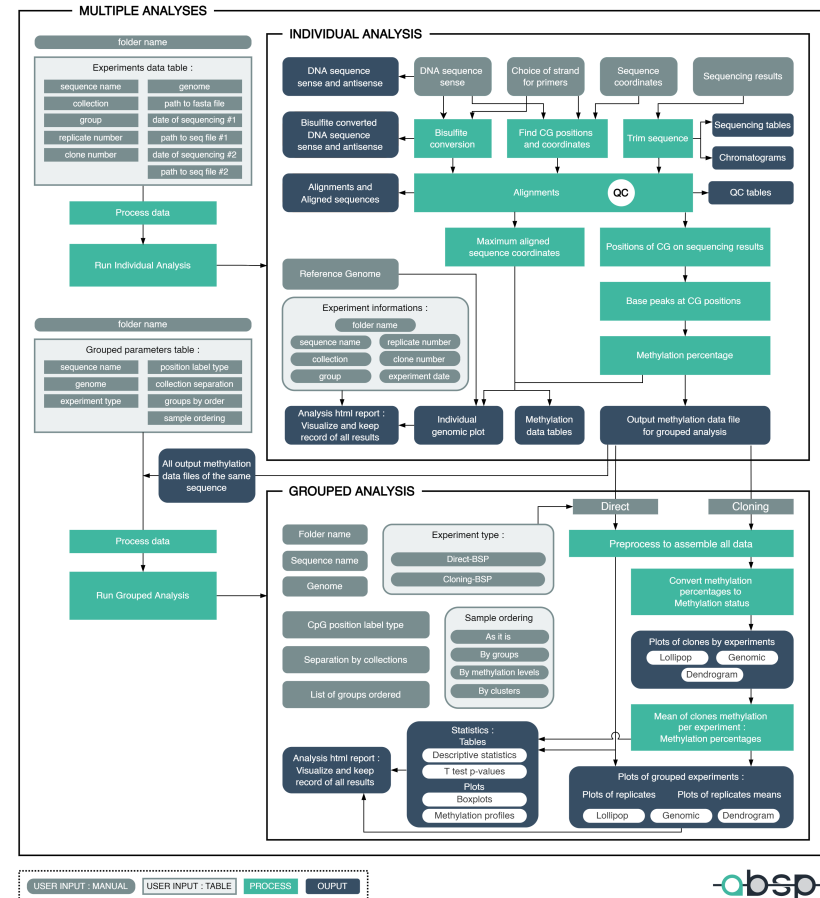 MULTIPLE ANALYSES
folder name
Experiments data table :
sequence name
genome
collection
path to fasta file
group
date of sequencing #1
replicate number
path to seq file #1
clone number
date of sequencing #2
path to seq file #2
Process data
Run Individual Analysis
folder name
Grouped parameters table :
sequence name
position label type
genome
collection separation
experiment type
groups by order
sample ordering
All output methylation
data files of the same
sequence
Process data
Run Grouped Analysis
INDIVIDUAL ANALYSIS
DNA sequence
sense and antisense
DNA sequence
sense
Choice of strand
for primers
Sequence
coordinates
Sequencing results
Bisulfite converted
DNA sequence
sense and antisense
Bisulfite
conversion
Find CG positions
and coordinates
Trim sequence
Sequencing tables
Chromatograms
Alignments and
Aligned sequences
Alignments
QC
QC tables
Maximum aligned
sequence coordinates
Positions of CG on sequencing results
Reference Genome
Base peaks at CG positions
Experiment informations :
folder name
sequence name
replicate number
collection
clone number
group
experiment date
Methylation percentage
Analysis html report :
Visualize and keep
record of all results
Individual
genomic plot
Methylation
data tables
Output methylation data file
for grouped analysis
GROUPED ANALYSIS
Direct
Cloning
Folder name
Sequence name
Genome
Experiment type :
Direct-BSP
Cloning-BSP
Preprocess to assemble all data
Convert methylation
percentages to
Methylation status
CpG position label type
Separation by collections
List of groups ordered
Sample ordering
As it is
By groups
By methylation levels
By clusters
Plots of clones by experiments
Lollipop
Genomic
Dendrogram
Mean of clones methylation
per experiment :
Methylation percentages
Analysis html report :
Visualize and keep
record of all results
Statistics :
Tables
Descriptive statistics
T test p-values
Plots
Boxplots
Methylation profiles
Plots of grouped experiments :
Plots of replicates
Plots of replicates means
Lollipop
Genomic
Dendrogram
USER INPUT : MANUAL
USER INPUT : TABLE
PROCESS
OUPUT
absp